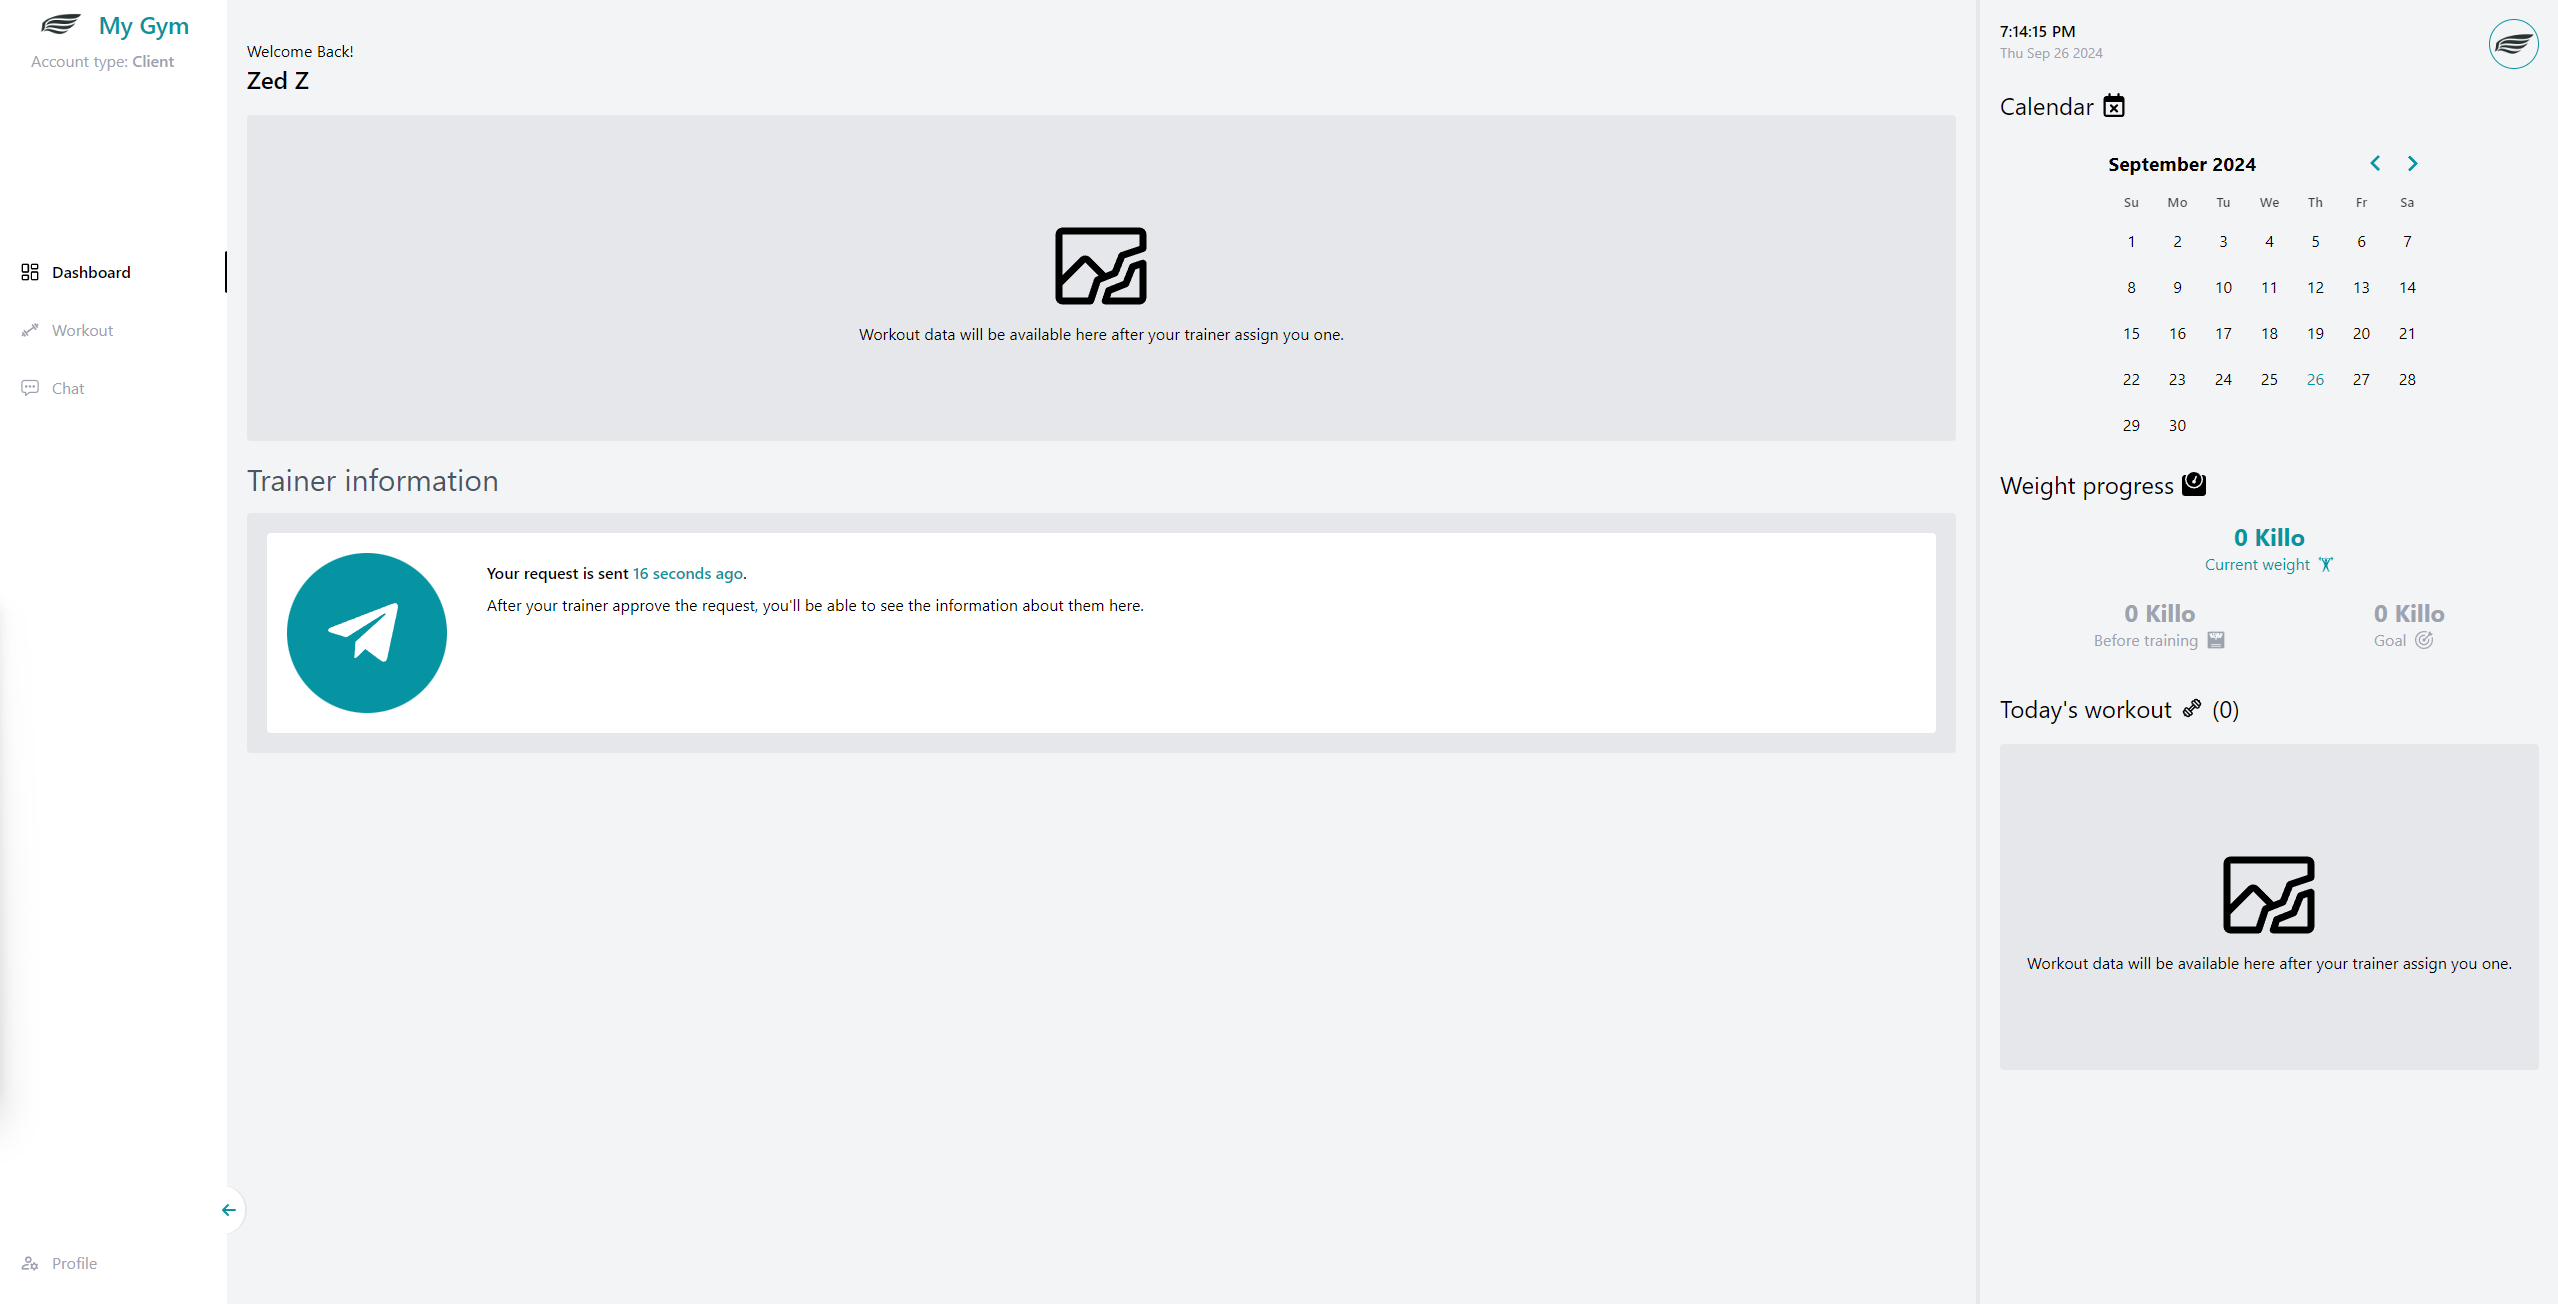 My Gym
Account type: Client
Dashboard
Workout
Chat
Profile
Welcome Back!
Zed Z
Workout data will be available here after your trainer assign you one.
Trainer information
Your request is sent 16 seconds ago.
After your trainer approve the request, you'll be able to see the information about them here.
7:14:15 PM
Thu Sep 26 2024
Calendar
September 2024
Su Mo Tu We Th Fr Sa
1 2 3 4 5 6 7
8 9 10 11 12 13 14
15 16 17 18 19 20 21
22 23 24 25 26 27 28
29 30
Weight progress
0 Killo
Current weight
0 Killo
Before training
0 Killo
Goal
Today's workout (0)
Workout data will be available here after your trainer assign you one.